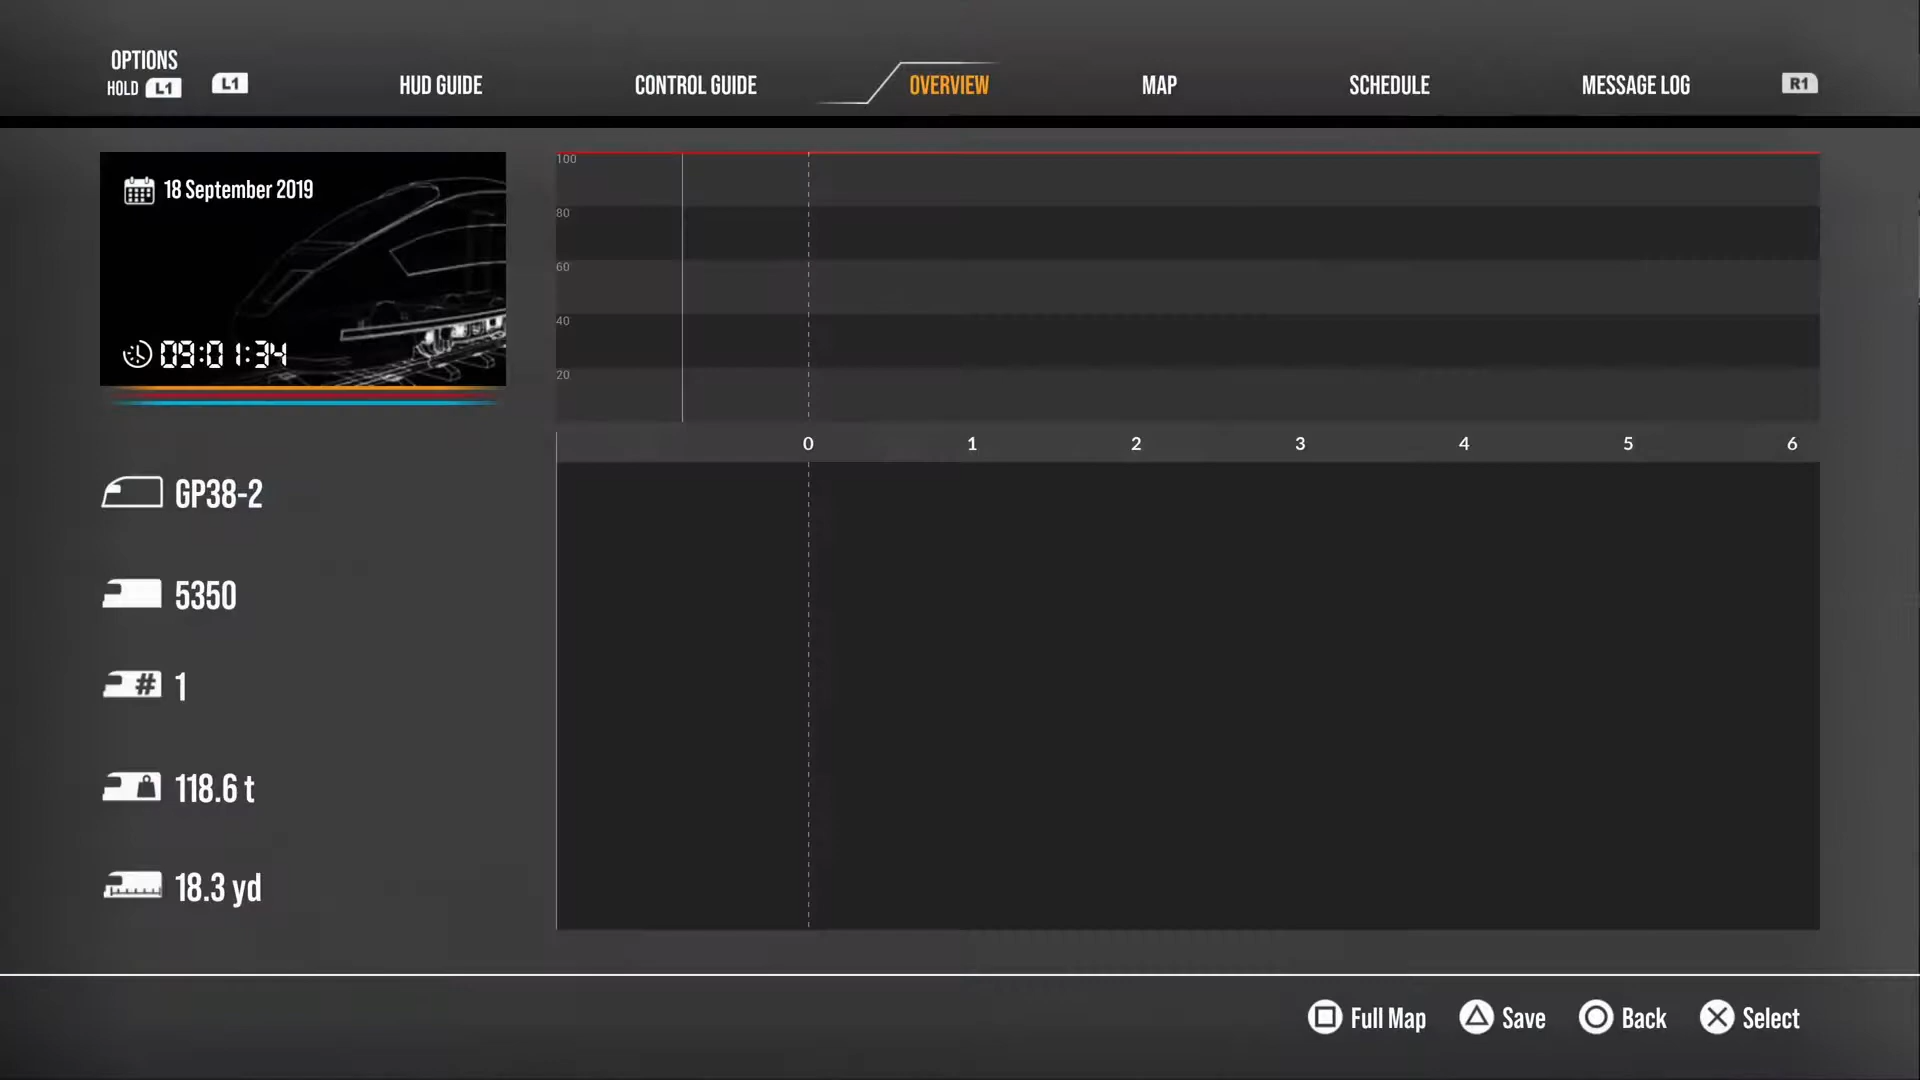 OPTIONS
HOLD L1
L1
HUD GUIDE
CONTROL GUIDE
OVERVIEW
MAP
SCHEDULE
MESSAGE LOG
R1
18 September 2019
09:01:34
GP38-2
5350
# 1
118.6 t
18.3 yd
100
80
60
40
20
0 1 2 3 4 5 6
Full Map
Save
Back
Select